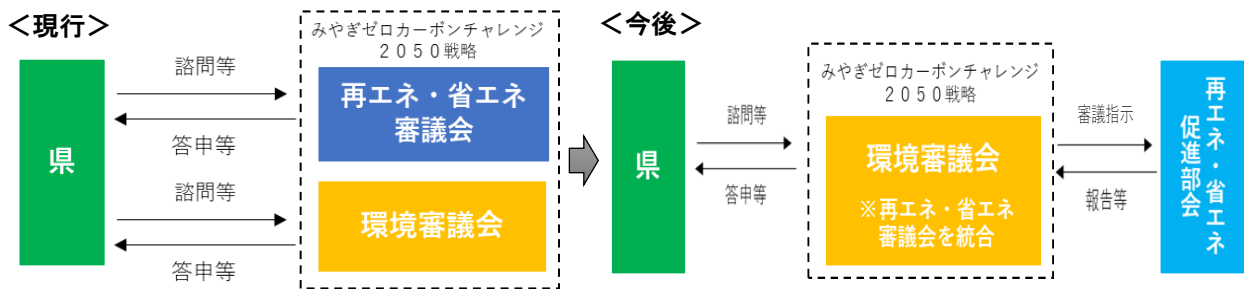 ＜現行＞
県
諮問等
答申等
諮問等
答申等
みやぎゼロカーボンチャレンジ
２０５０戦略
再エネ・省エネ
審議会
環境審議会
＜今後＞
県
諮問等
答申等
みやぎゼロカーボンチャレンジ
２０５０戦略
環境審議会
※再エネ・省エネ
審議会を統合
審議指示
報告等
再エネ・省エネ
促進部会